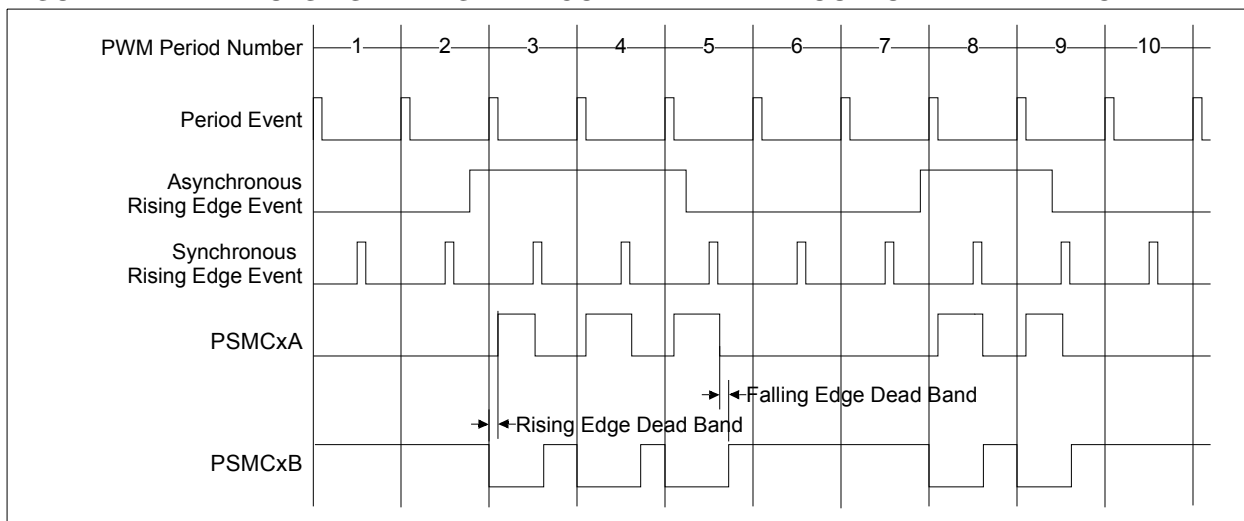 PWM Period Number
1 2 3 4 5 6 7 8 9 10
Period Event
Asynchronous
Rising Edge Event
Synchronous
Rising Edge Event
PSMCxA
Falling Edge Dead Band
Rising Edge Dead Band
PSMCxB